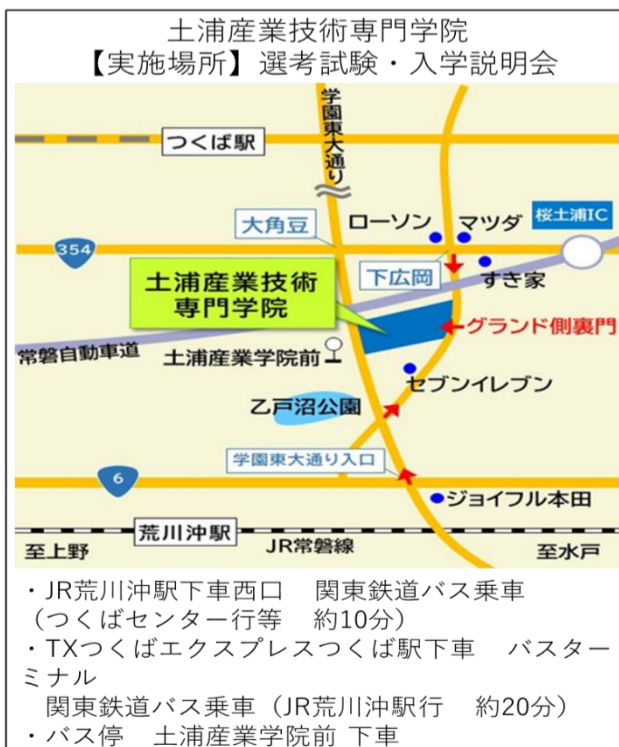 土浦産業技術専門学院
【実施場所】選考試験・入学説明会
学園東大通り
つくば駅
大角豆
ローソン
マツダ
桜土浦IC
354
下広岡
すき家
土浦産業技術
専門学院
グランド側裏門
常磐自動車道
土浦産業学院前
セブンイレブン
乙戸沼公園
学園東大通り入口
6
ジョイフル本田
荒川沖駅
至上野
JR常磐線
至水戸
・JR荒川沖駅下車西口　関東鉄道バス乗車
（つくばセンター行等　約10分）
・TXつくばエクスプレスつくば駅下車　バスター
ミナル
関東鉄道バス乗車（JR荒川沖駅行　約20分）
・バス停　土浦産業学院前 下車